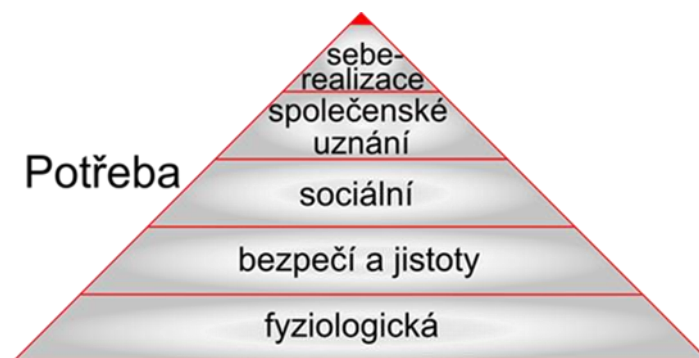 sebe-
realizace
společenské
uznání
Potřeba
sociální
bezpečí a jistoty
fyziologická